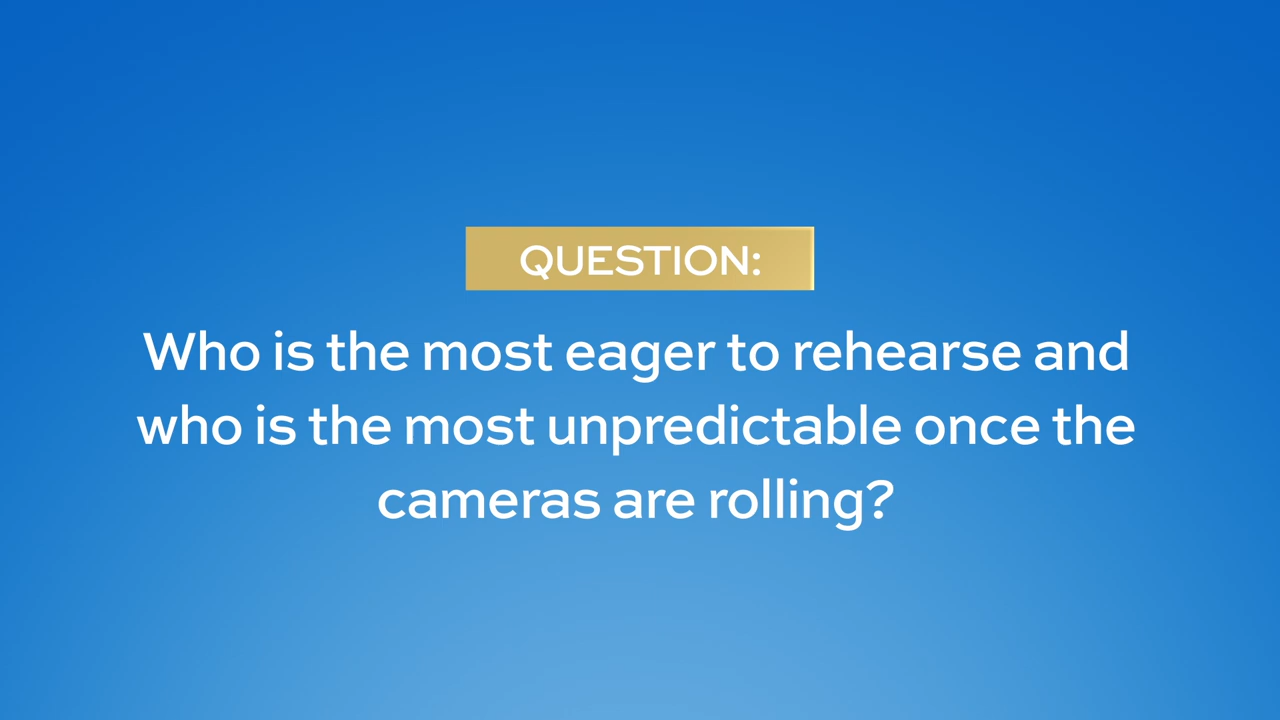 QUESTION:
Who is the most eager to rehearse and
who is the most unpredictable once the
cameras are rolling?